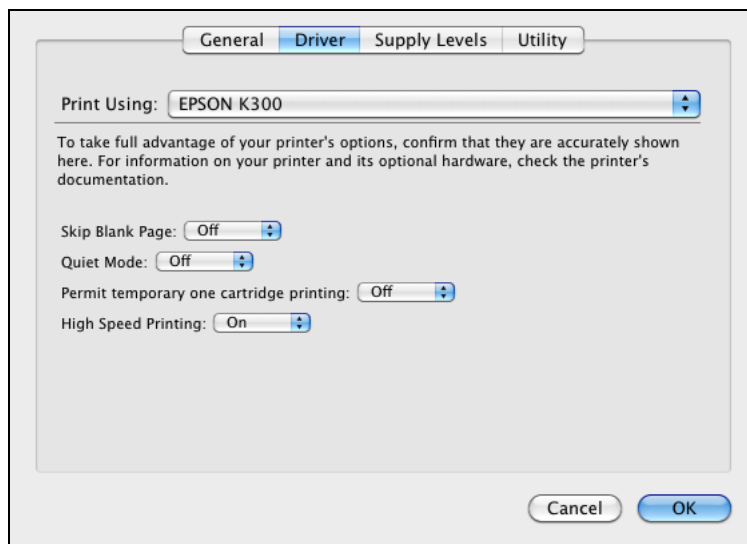 General Driver Supply Levels Utility
Print Using: EPSON K300
To take full advantage of your printer's options, confirm that they are accurately shown
here. For information on your printer and its optional hardware, check the printer's
documentation.
Skip Blank Page: Off
Quiet Mode: Off
Permit temporary one cartridge printing: Off
High Speed Printing: On
Cancel OK